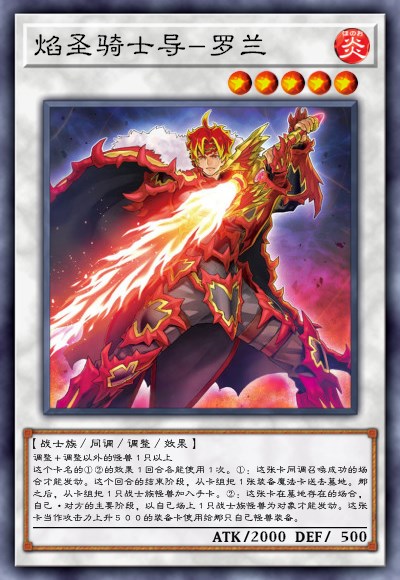 焰圣骑士导-罗兰
ほのお
炎
【战士族/同调/调整/效果】
调整+调整以外的怪兽1只以上
这个卡名的①②的效果1回合各能使用1次。①：这张卡同调召唤成功的场
合才能发动。这个回合的结束阶段，从卡组把1张装备魔法卡送去墓地。那
之后，从卡组把1只战士族怪兽加入手卡。②：这张卡在墓地存在的场合，
自己·对方的主要阶段，以自己场上1只战士族怪兽为对象才能发动。这张
卡当作攻击力上升500的装备卡使用给那只自己怪兽装备。
ATK/2000 DEF/ 500